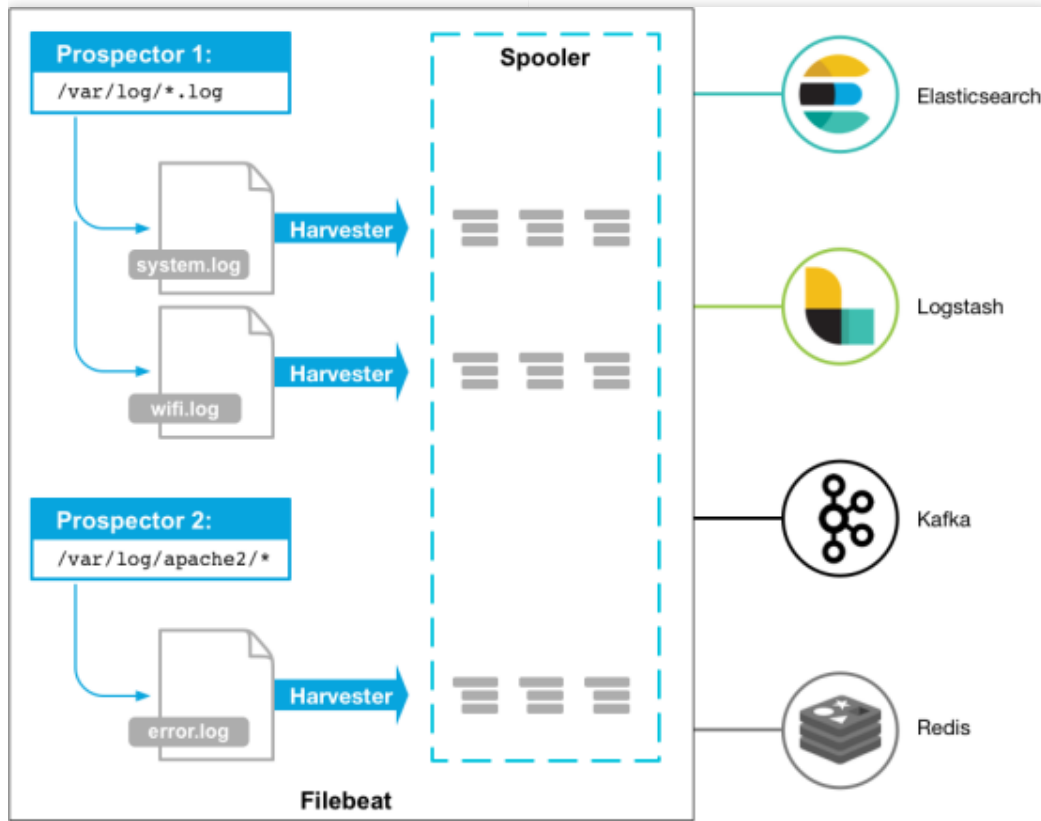 Prospector 1:
/var/log/*.log
Spooler
Harvester
system.log
Harvester
wifi.log
Prospector 2:
/var/log/apache2/*
Harvester
error.log
Filebeat
Elasticsearch
Logstash
Kafka
Redis